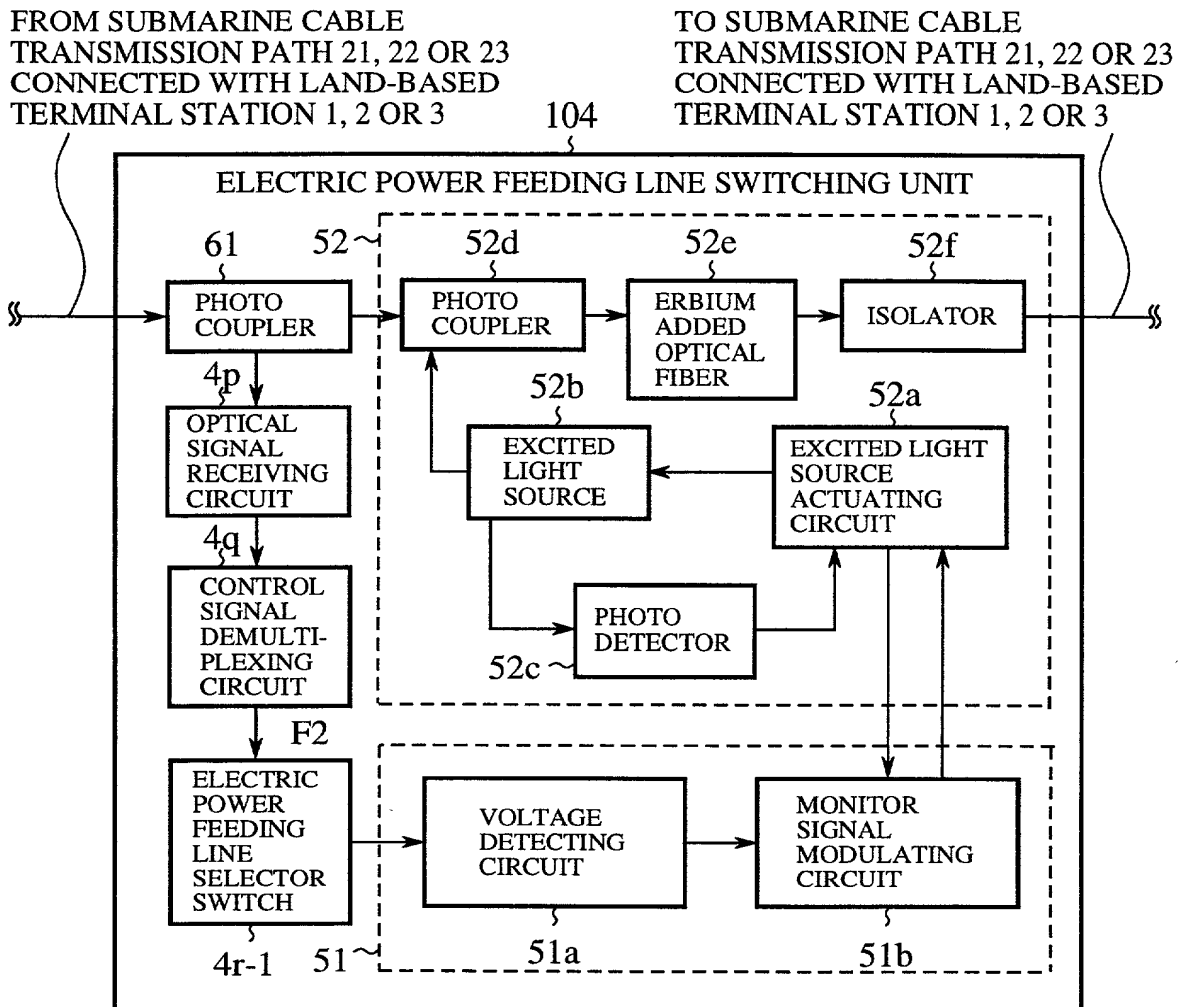 FROM SUBMARINE CABLE
TRANSMISSION PATH 21, 22 OR 23
CONNECTED WITH LAND-BASED
TERMINAL STATION 1, 2 OR 3
TO SUBMARINE CABLE
TRANSMISSION PATH 21, 22 OR 23
CONNECTED WITH LAND-BASED
TERMINAL STATION 1, 2 OR 3
104
ELECTRIC POWER FEEDING LINE SWITCHING UNIT
61
PHOTO
COUPLER
52
52d
PHOTO
COUPLER
52e
ERBIUM
ADDED
OPTICAL
FIBER
52f
ISOLATOR
4p
OPTICAL
SIGNAL
RECEIVING
CIRCUIT
52b
EXCITED
LIGHT
SOURCE
52a
EXCITED LIGHT
SOURCE
ACTUATING
CIRCUIT
4q
CONTROL
SIGNAL
DEMULTI-
PLEXING
CIRCUIT
PHOTO
DETECTOR
52c
F2
ELECTRIC
POWER
FEEDING
LINE
SELECTOR
SWITCH
4r-1
VOLTAGE
DETECTING
CIRCUIT
51a
MONITOR
SIGNAL
MODULATING
CIRCUIT
51b
51